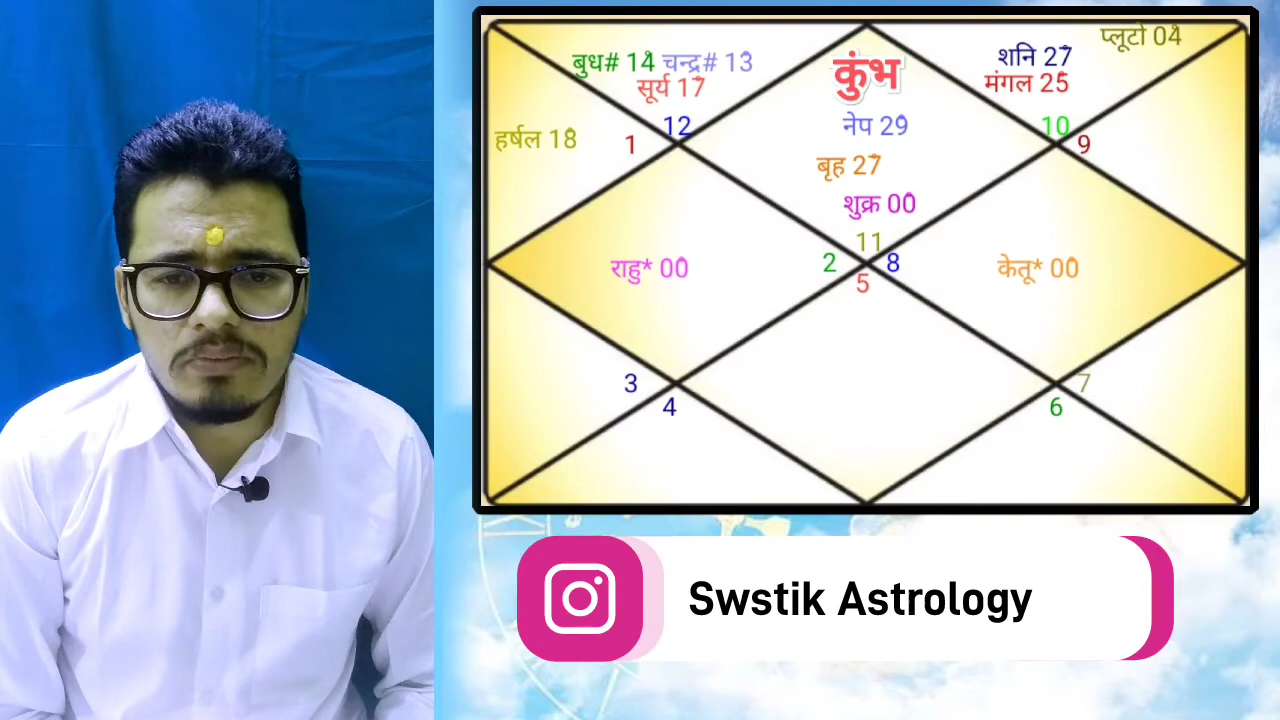 प्लूटो 04
बुध# 14 चन्द्र# 13
कुंभ
शनि 27
सूर्य 17
मंगल 25
12
नेप 29
10
हर्षल 18
1
9
बृह 27
शुक्र 00
11
राहु* 00
2
8
केतू* 00
5
3
7
4
6
Swstik Astrology